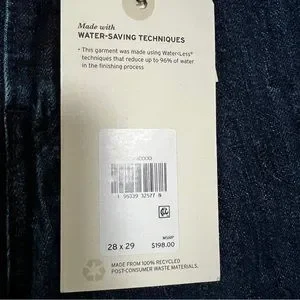 Made with
WATER-SAVING TECHNIQUES
• This garment was made using Water<Less®
techniques that reduce up to 96% of water
in the finishing process
MSRP
28 x 29
$198.00
MADE FROM 100% RECYCLED
POST-CONSUMER WASTE MATERIALS.